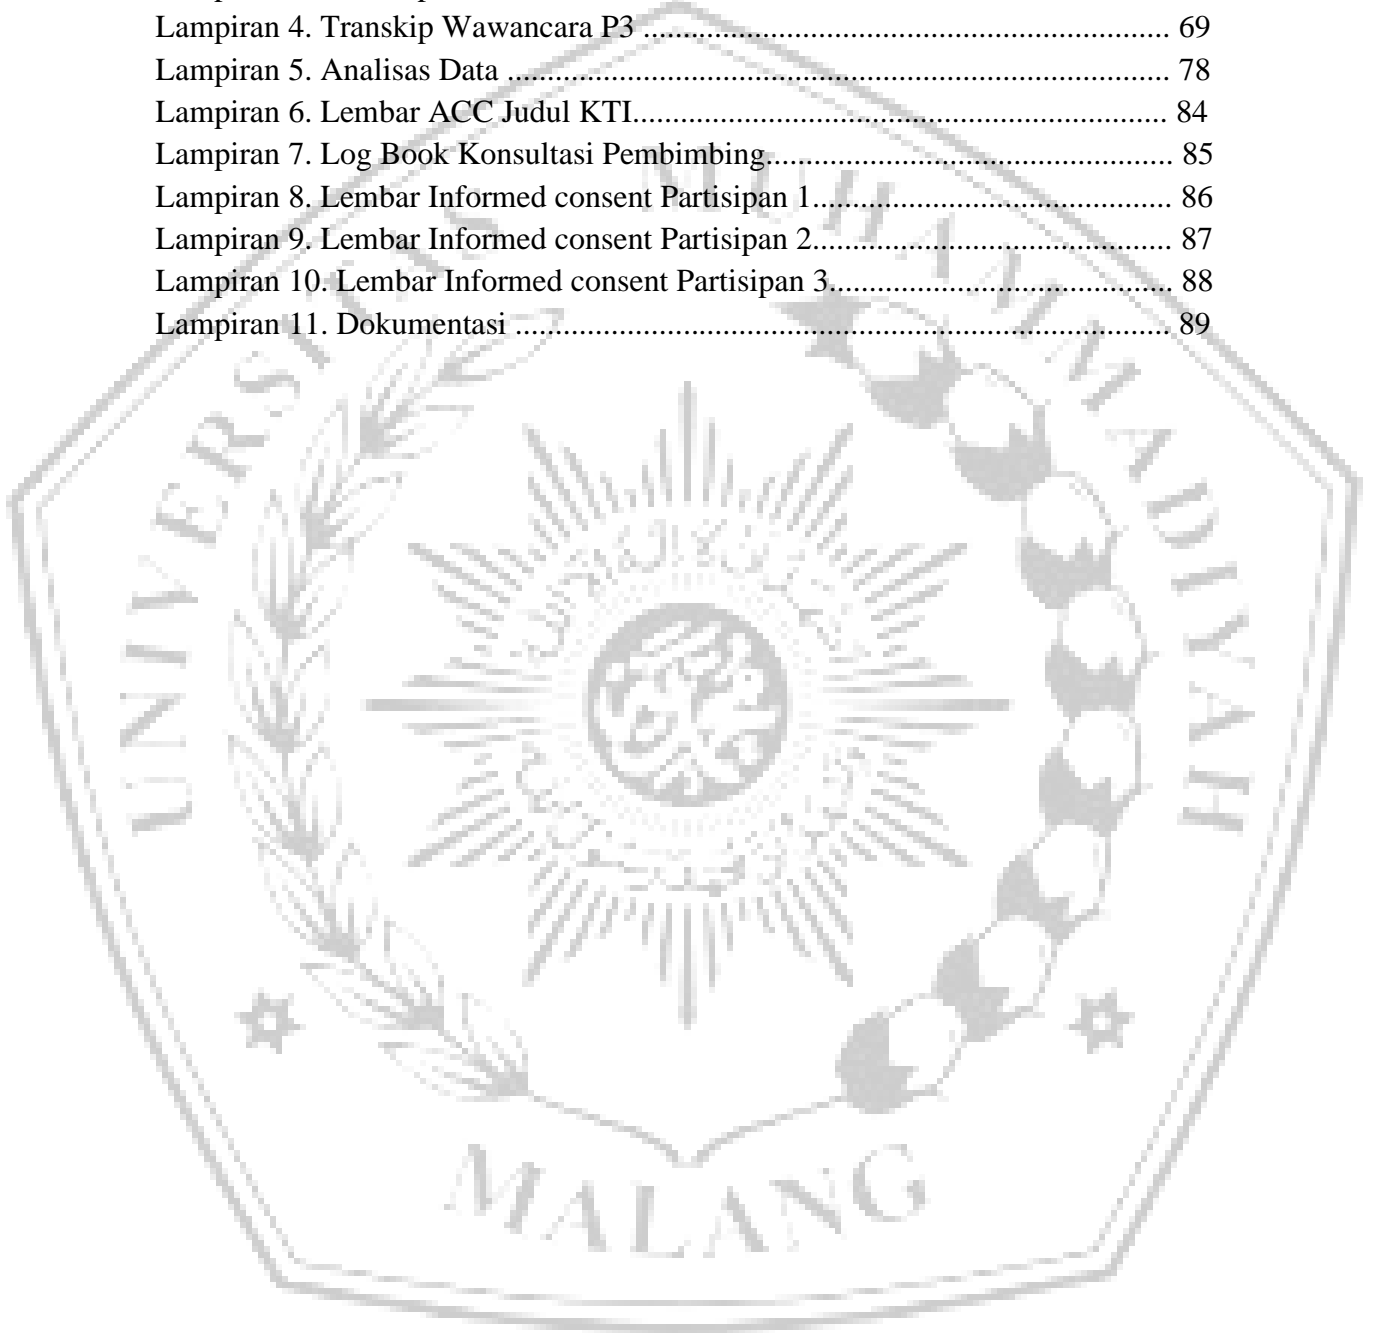 Lampiran 4. Transkip Wawancara P3 ................................................................ 69
Lampiran 5. Analisas Data ................................................................................. 78
Lampiran 6. Lembar ACC Judul KTI................................................................. 84
Lampiran 7. Log Book Konsultasi Pembimbing.................................................. 85
Lampiran 8. Lembar Informed consent Partisipan 1............................................ 86
Lampiran 9. Lembar Informed consent Partisipan 2............................................ 87
Lampiran 10. Lembar Informed consent Partisipan 3.......................................... 88
Lampiran 11. Dokumentasi ................................................................................ 89
UNIVERSITAS MUHAMMADIYAH
MALANG